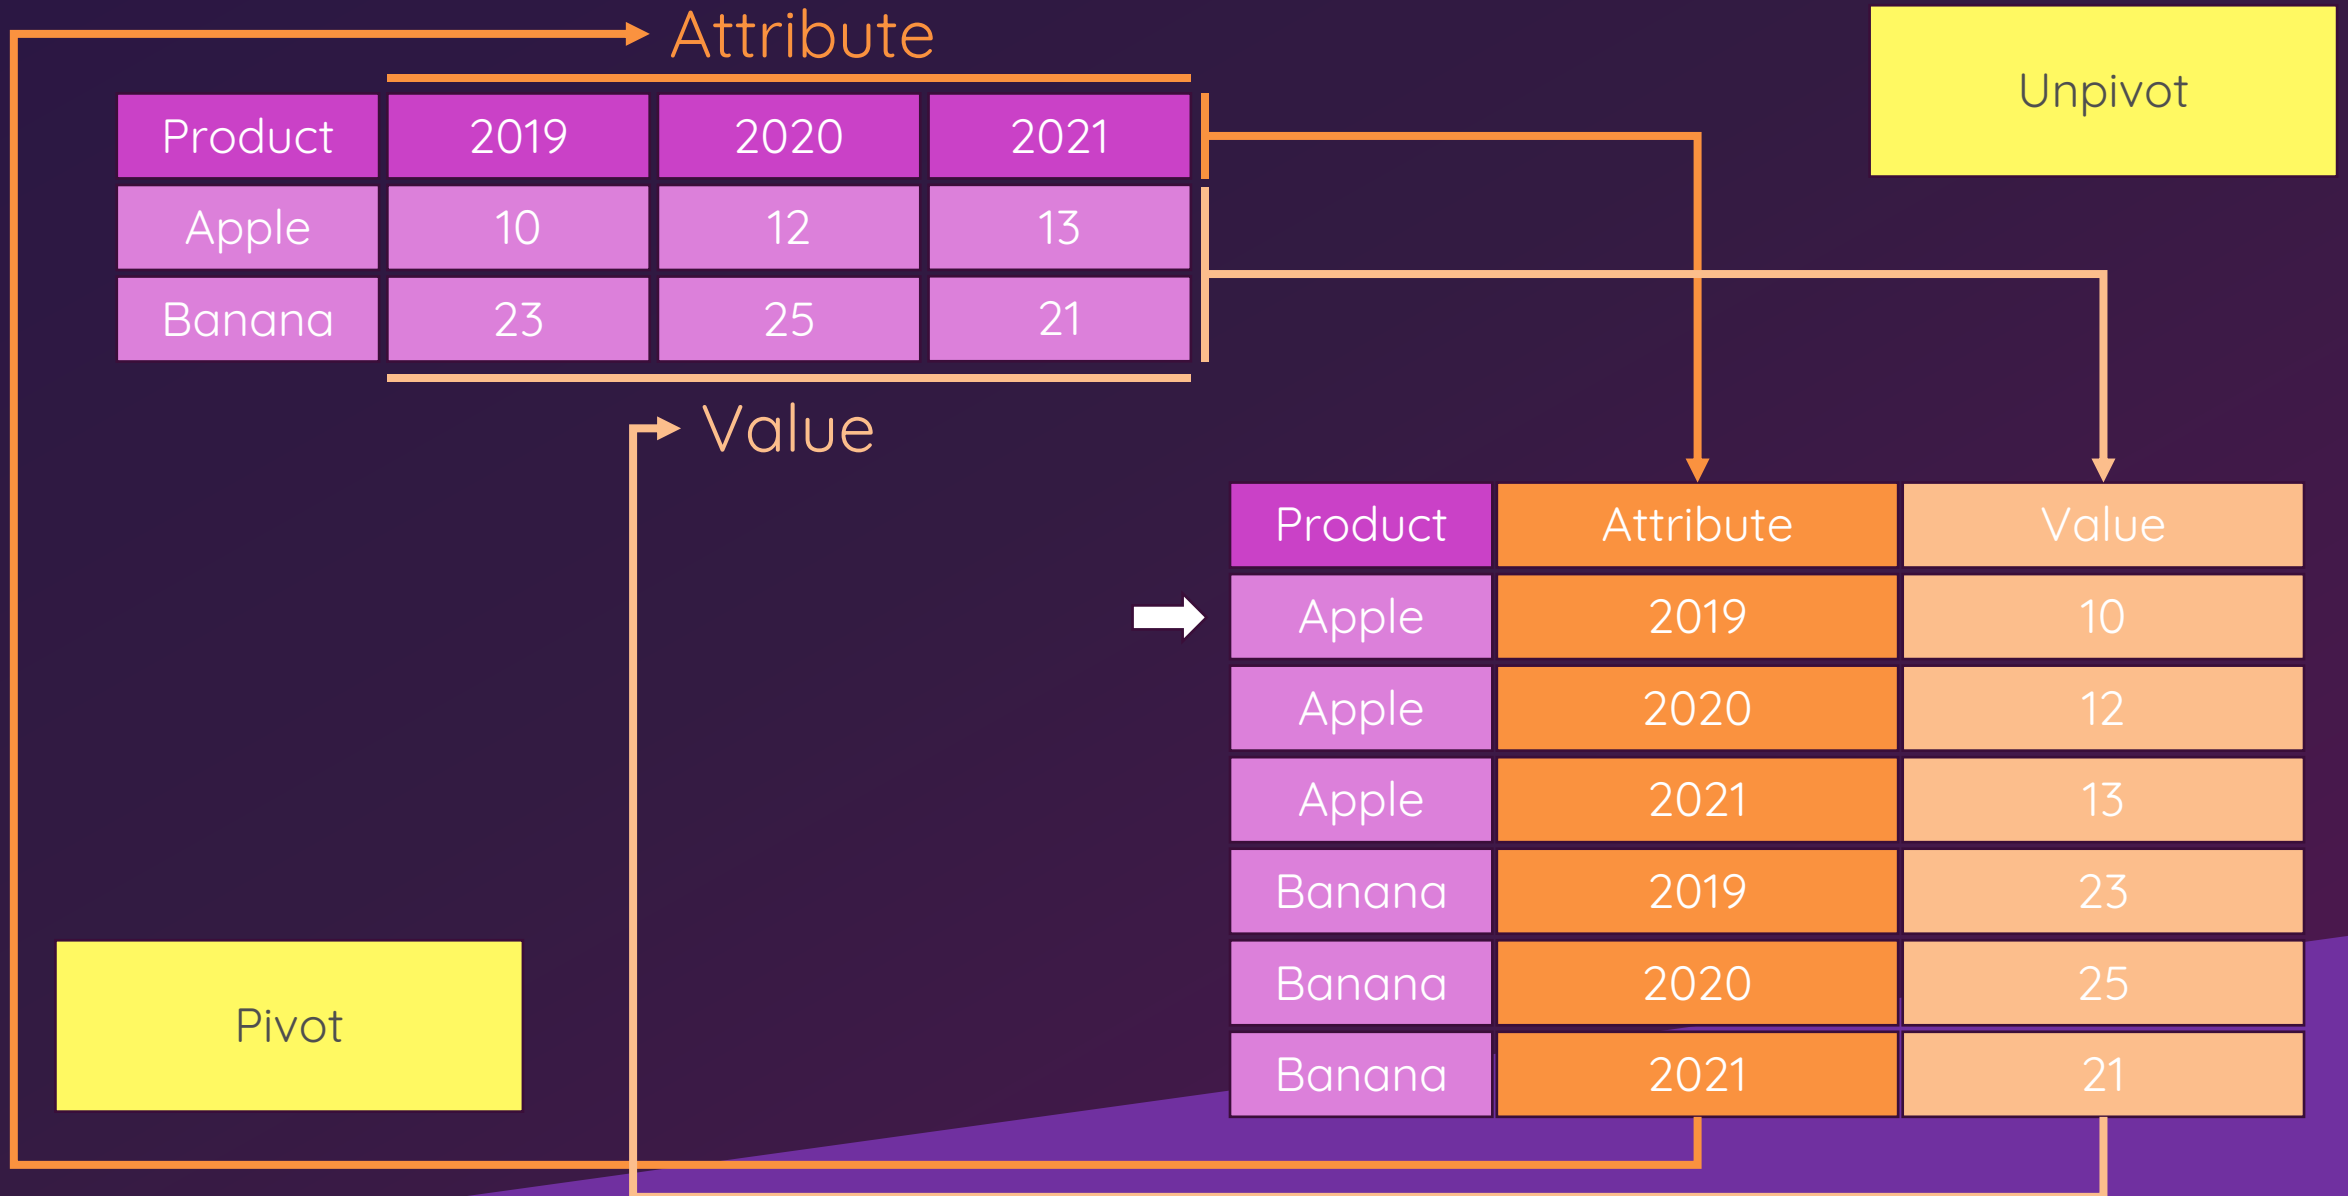 Attribute
Unpivot
Product 2019 2020 2021
Apple 10 12 13
Banana 23 25 21
Value
Product Attribute Value
Apple 2019 10
Apple 2020 12
Apple 2021 13
Banana 2019 23
Banana 2020 25
Banana 2021 21
Pivot